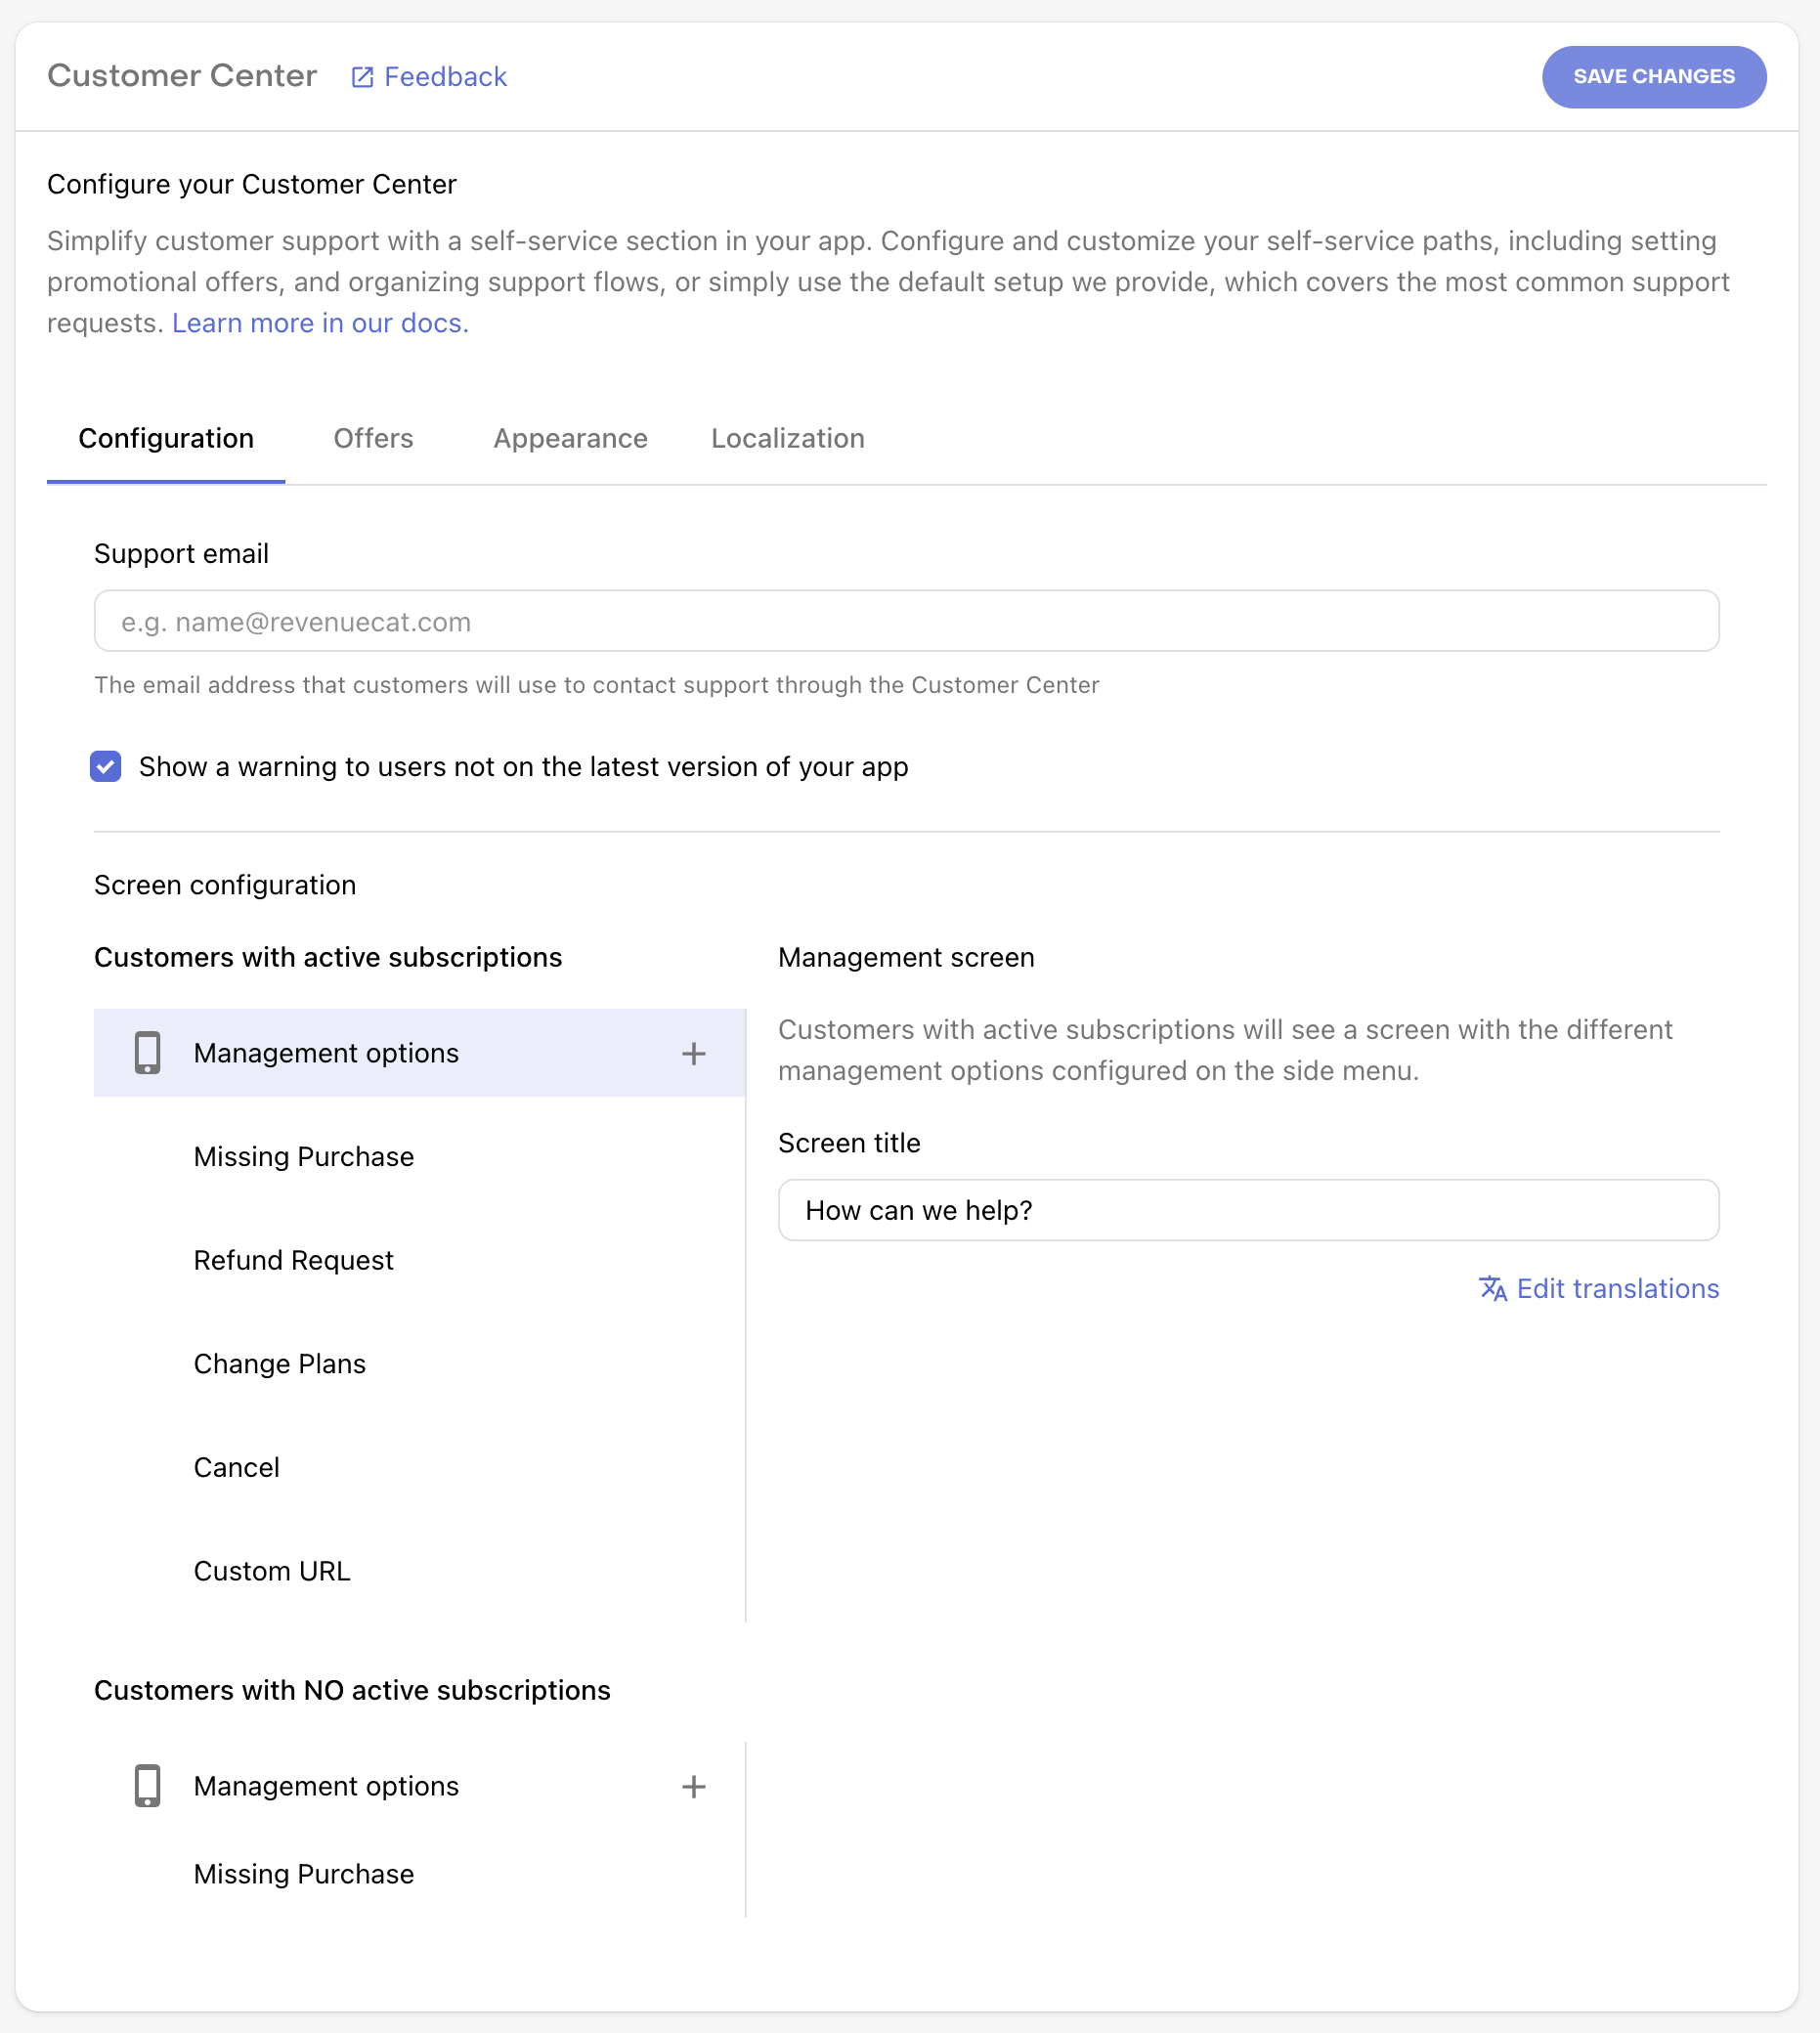 Customer Center
Feedback
SAVE CHANGES
Configure your Customer Center
Simplify customer support with a self-service section in your app. Configure and customize your self-service paths, including setting
promotional offers, and organizing support flows, or simply use the default setup we provide, which covers the most common support
requests. Learn more in our docs.
Configuration
Offers
Appearance
Localization
Support email
e.g. name@revenuecat.com
The email address that customers will use to contact support through the Customer Center
Show a warning to users not on the latest version of your app
Screen configuration
Customers with active subscriptions
Management options
Missing Purchase
Refund Request
Change Plans
Cancel
Custom URL
Management screen
Customers with active subscriptions will see a screen with the different
management options configured on the side menu.
Screen title
How can we help?
Edit translations
Customers with NO active subscriptions
Management options
Missing Purchase